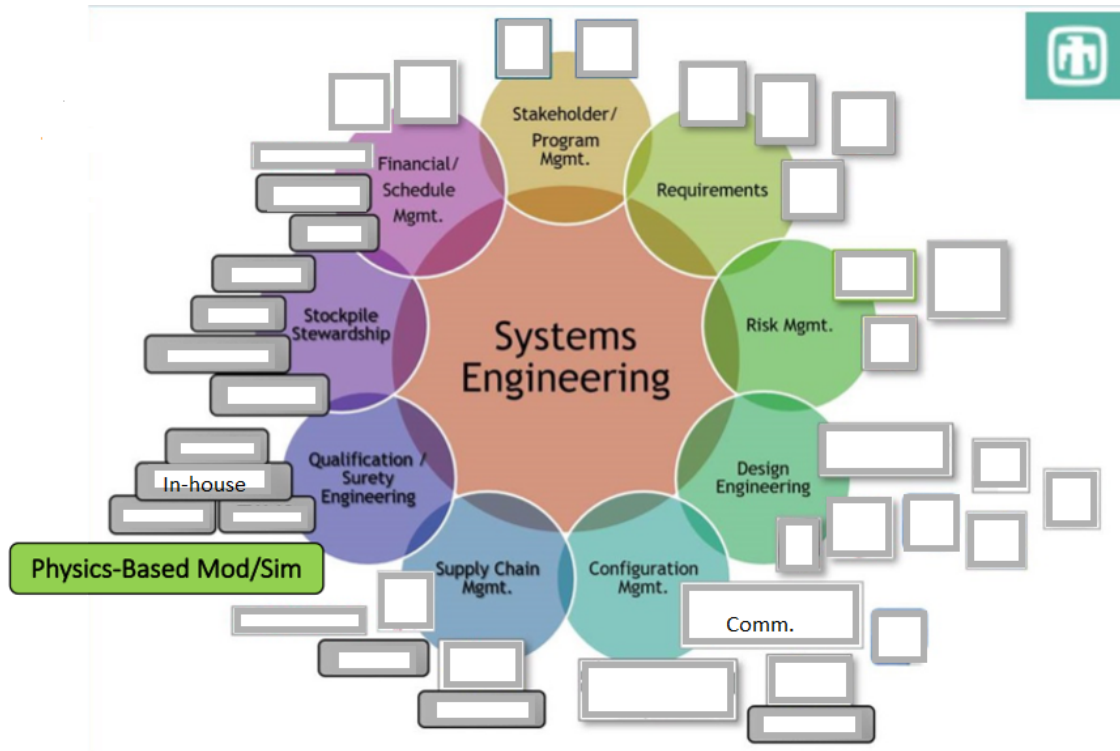 Stakeholder/
Program
Mgmt.
Financial/
Schedule
Mgmt.
Requirements
Stockpile
Stewardship
Systems
Engineering
Risk Mgmt.
Qualification /
Surety
Engineering
In-house
Design
Engineering
Physics-Based Mod/Sim
Supply Chain
Mgmt.
Configuration
Mgmt.
Comm.